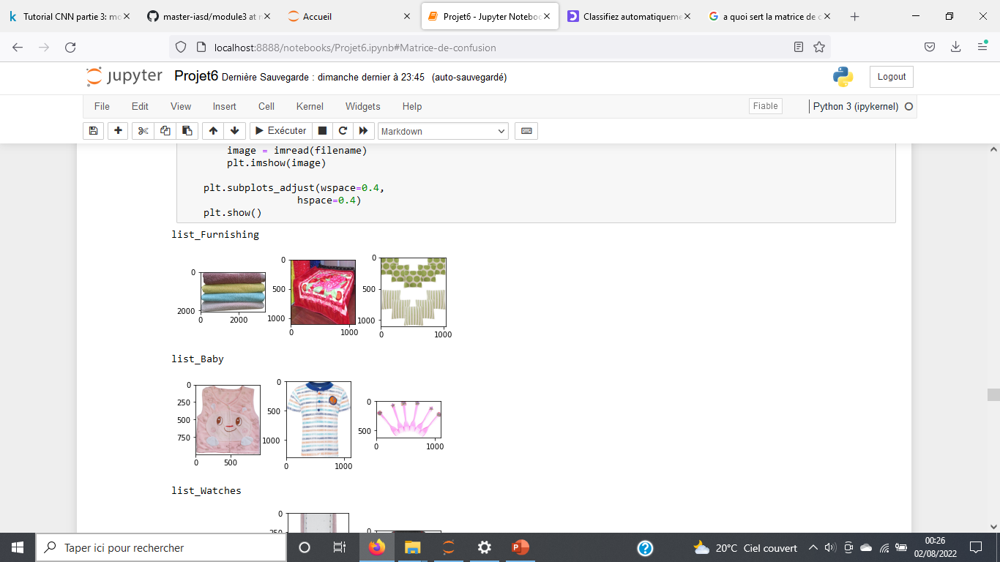 Tutorial CNN partie 3: mo
master-iasd/module3 at
Accueil
Projet6 - Jupyter Noteboo
Classifiez automatiqueme
a quoi sert la matrice de c
localhost:8888/notebooks/Projet6.ipynb#Matrice-de-confusion
jupyter Projet6 Dernière Sauvegarde : dimanche dernier à 23:45 (auto-sauvegardé)
Logout
File Edit View Insert Cell Kernel Widgets Help
Fiable
Python 3 (ipykernel)
Exécuter
Markdown
image = imread(filename)
plt.imshow(image)
plt.subplots_adjust(wspace=0.4,
hspace=0.4)
plt.show()
list_Furnishing
0
2000
0 2000
0
500
1000
0 1000
0
500
1000
0 1000
list_Baby
0
250
500
750
0 500
0
500
1000
0 1000
0
500
0 1000
list_Watches
0
250
0
Taper ici pour rechercher
20°C Ciel couvert
00:26
02/08/2022